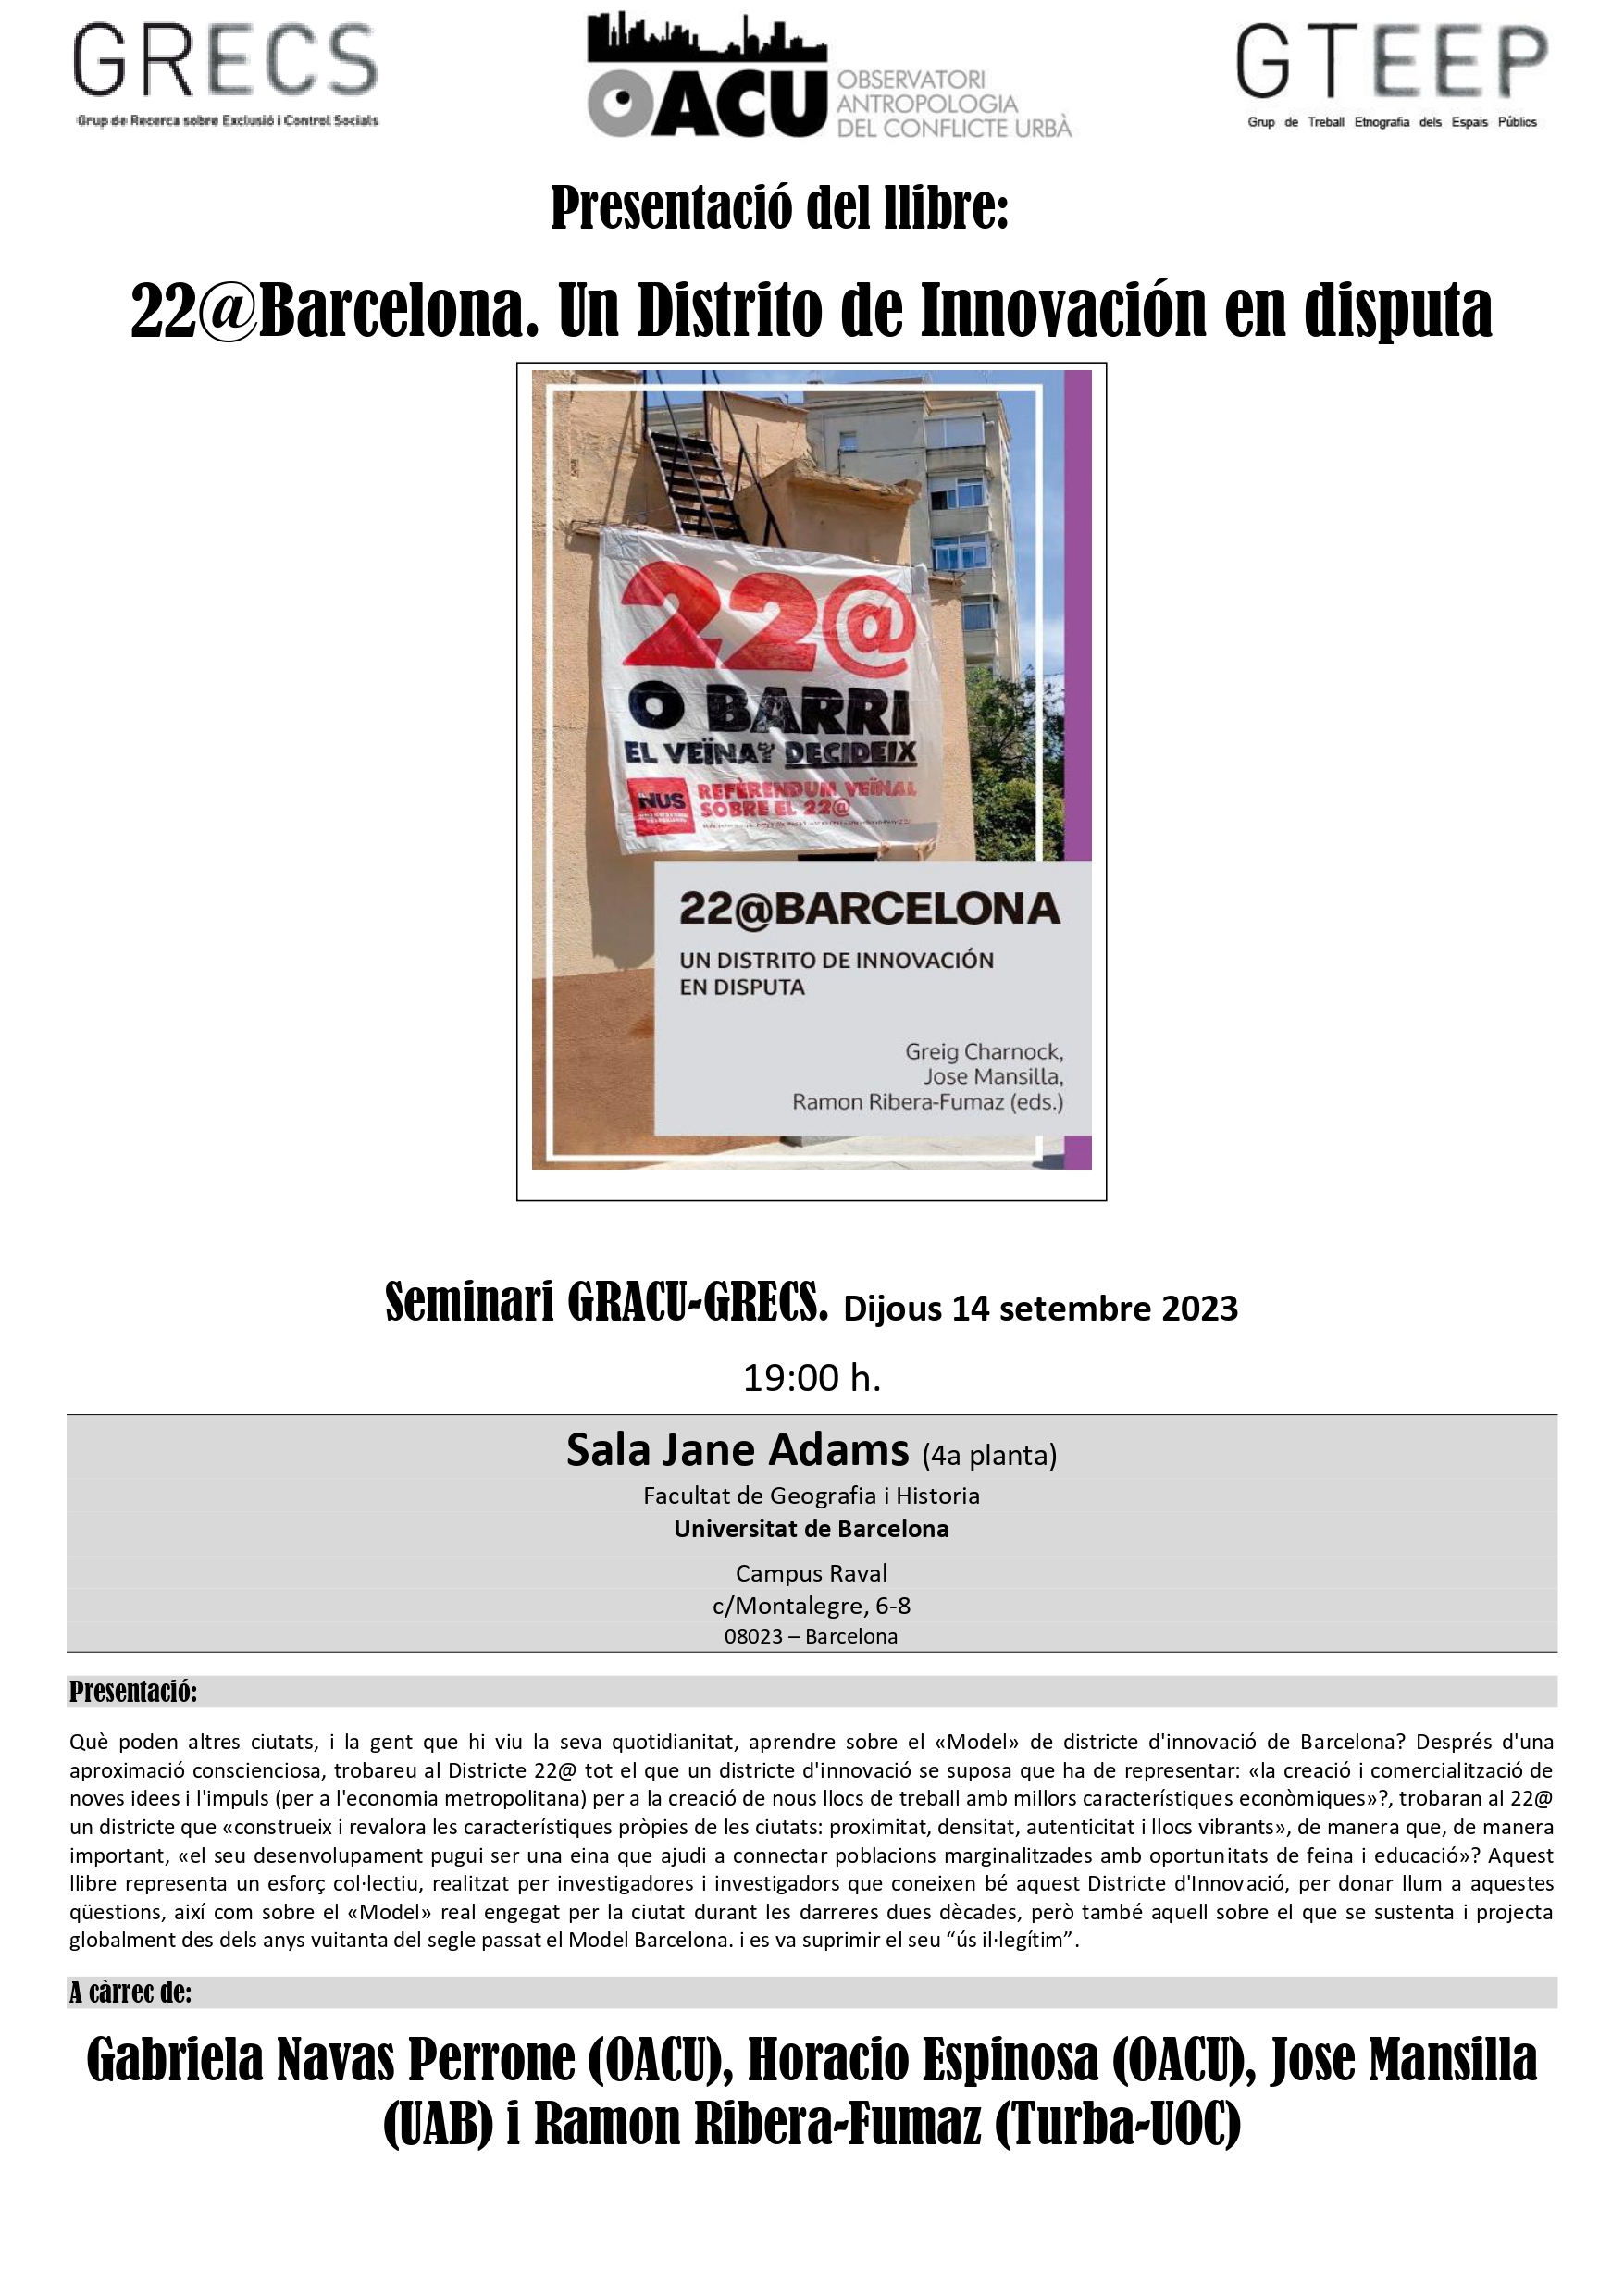 GRECS
Grup de Recerca sobre Exclusió i Control Socials
OACU
OBSERVATORI
ANTROPOLOGIA
DEL CONFLICTE URBÀ
GTEEP
Grup de Treball Etnografia dels Espais Públics
Presentació del llibre:
22@Barcelona. Un Distrito de Innovación en disputa
22@
O BARRI
EL VEÏNAT DECIDEIX
NUS
REFERÈNDUM VEÏNAL
SOBRE EL 22@
22@BARCELONA
UN DISTRITO DE INNOVACIÓN
EN DISPUTA
Greig Charnock,
Jose Mansilla,
Ramon Ribera-Fumaz (eds.)
Seminari GRACU-GRECS. Dijous 14 setembre 2023
19:00 h.
Sala Jane Adams (4a planta)
Facultat de Geografia i Historia
Universitat de Barcelona
Campus Raval
c/Montalegre, 6-8
08023 – Barcelona
Presentació:
Què poden altres ciutats, i la gent que hi viu la seva quotidianitat, aprendre sobre el «Model» de districte d'innovació de Barcelona? Després d'una
aproximació conscienciosa, trobareu al Districte 22@ tot el que un districte d'innovació se suposa que ha de representar: «la creació i comercialització de
noves idees i l'impuls (per a l'economia metropolitana) per a la creació de nous llocs de treball amb millors característiques econòmiques»?, trobaran al 22@
un districte que «construeix i revalora les característiques pròpies de les ciutats: proximitat, densitat, autenticitat i llocs vibrants», de manera que, de manera
important, «el seu desenvolupament pugui ser una eina que ajudi a connectar poblacions marginalitzades amb oportunitats de feina i educació»? Aquest
llibre representa un esforç col·lectiu, realitzat per investigadores i investigadors que coneixen bé aquest Districte d'Innovació, per donar llum a aquestes
qüestions, així com sobre el «Model» real engegat per la ciutat durant les darreres dues dècades, però també aquell sobre el que se sustenta i projecta
globalment des dels anys vuitanta del segle passat el Model Barcelona. i es va suprimir el seu “ús il·legítim”.
A càrrec de:
Gabriela Navas Perrone (OACU), Horacio Espinosa (OACU), Jose Mansilla
(UAB) i Ramon Ribera-Fumaz (Turba-UOC)